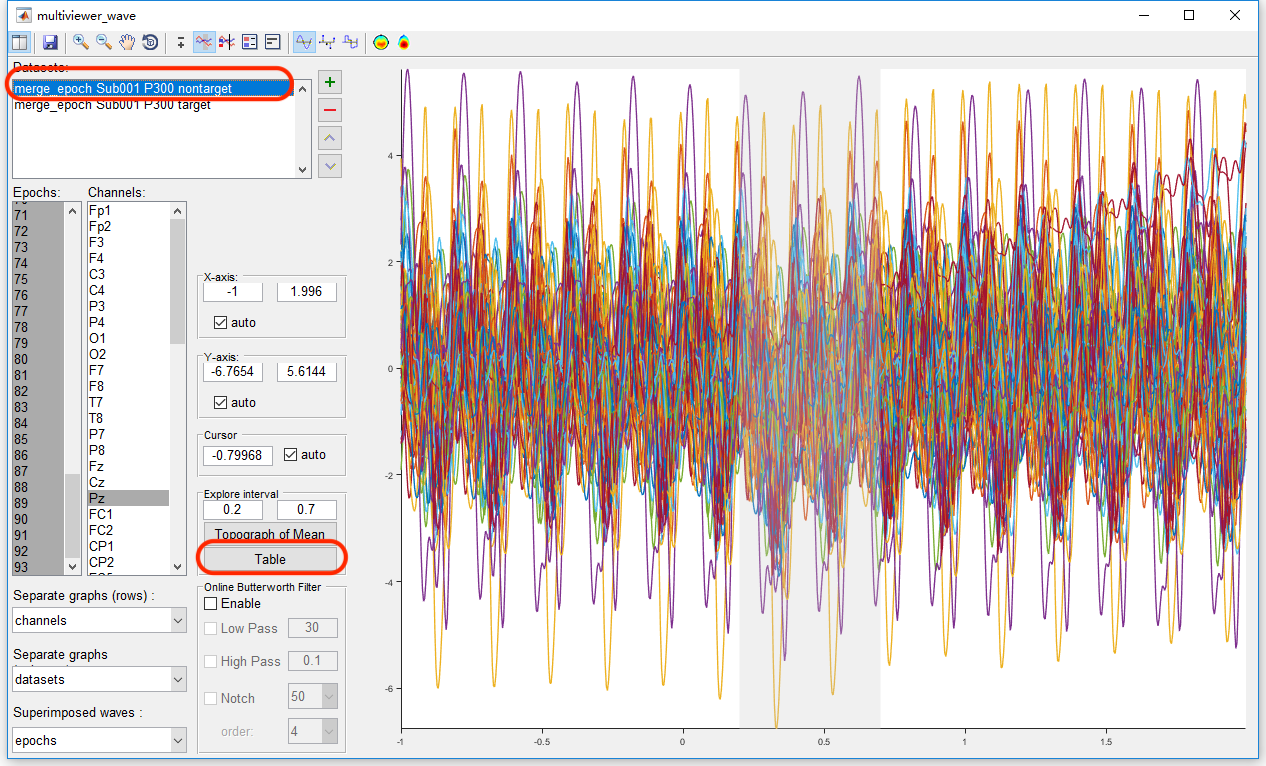 multiviewer_wave
Datasets:
merge_epoch Sub001 P300 nontarget
merge_epoch Sub001 P300 target
Epochs:
Channels:
71
72
73
74
75
76
77
78
79
80
81
82
83
84
85
86
87
88
89
90
91
92
93
Fp1
Fp2
F3
F4
C3
C4
P3
P4
O1
O2
F7
F8
T7
T8
P7
P8
Fz
Cz
Pz
FC1
FC2
CP1
CP2
X-axis:
-1
1.996
auto
Y-axis:
-6.7654
5.6144
auto
Cursor
-0.79968
auto
Explore interval
0.2
0.7
Topograph of Mean
Table
Online Butterworth Filter
Enable
Low Pass
30
High Pass
0.1
Notch
50
order:
4
Separate graphs (rows) :
channels
Separate graphs
datasets
Superimposed waves :
epochs
4
2
0
-2
-4
-6
-1
-0.5
0
0.5
1
1.5